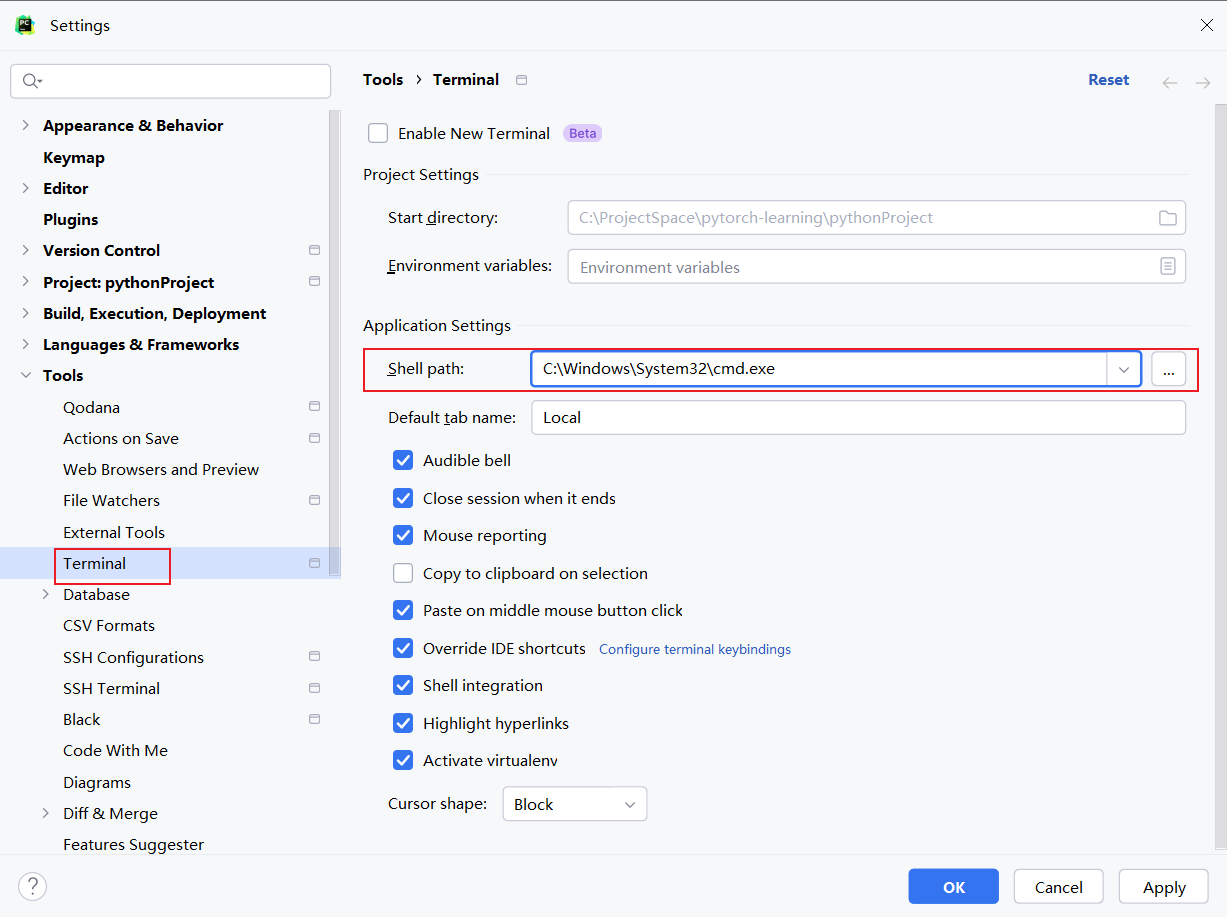 Settings
Tools › Terminal
Reset
Appearance & Behavior
Keymap
Editor
Plugins
Version Control
Project: pythonProject
Build, Execution, Deployment
Languages & Frameworks
Tools
Qodana
Actions on Save
Web Browsers and Preview
File Watchers
External Tools
Terminal
Database
CSV Formats
SSH Configurations
SSH Terminal
Black
Code With Me
Diagrams
Diff & Merge
Features Suggester
Enable New Terminal Beta
Project Settings
Start directory: C:\ProjectSpace\pytorch-learning\pythonProject
Environment variables: Environment variables
Application Settings
Shell path: C:\Windows\System32\cmd.exe ...
Default tab name: Local
Audible bell
Close session when it ends
Mouse reporting
Copy to clipboard on selection
Paste on middle mouse button click
Override IDE shortcuts Configure terminal keybindings
Shell integration
Highlight hyperlinks
Activate virtualenv
Cursor shape: Block
? OK Cancel Apply